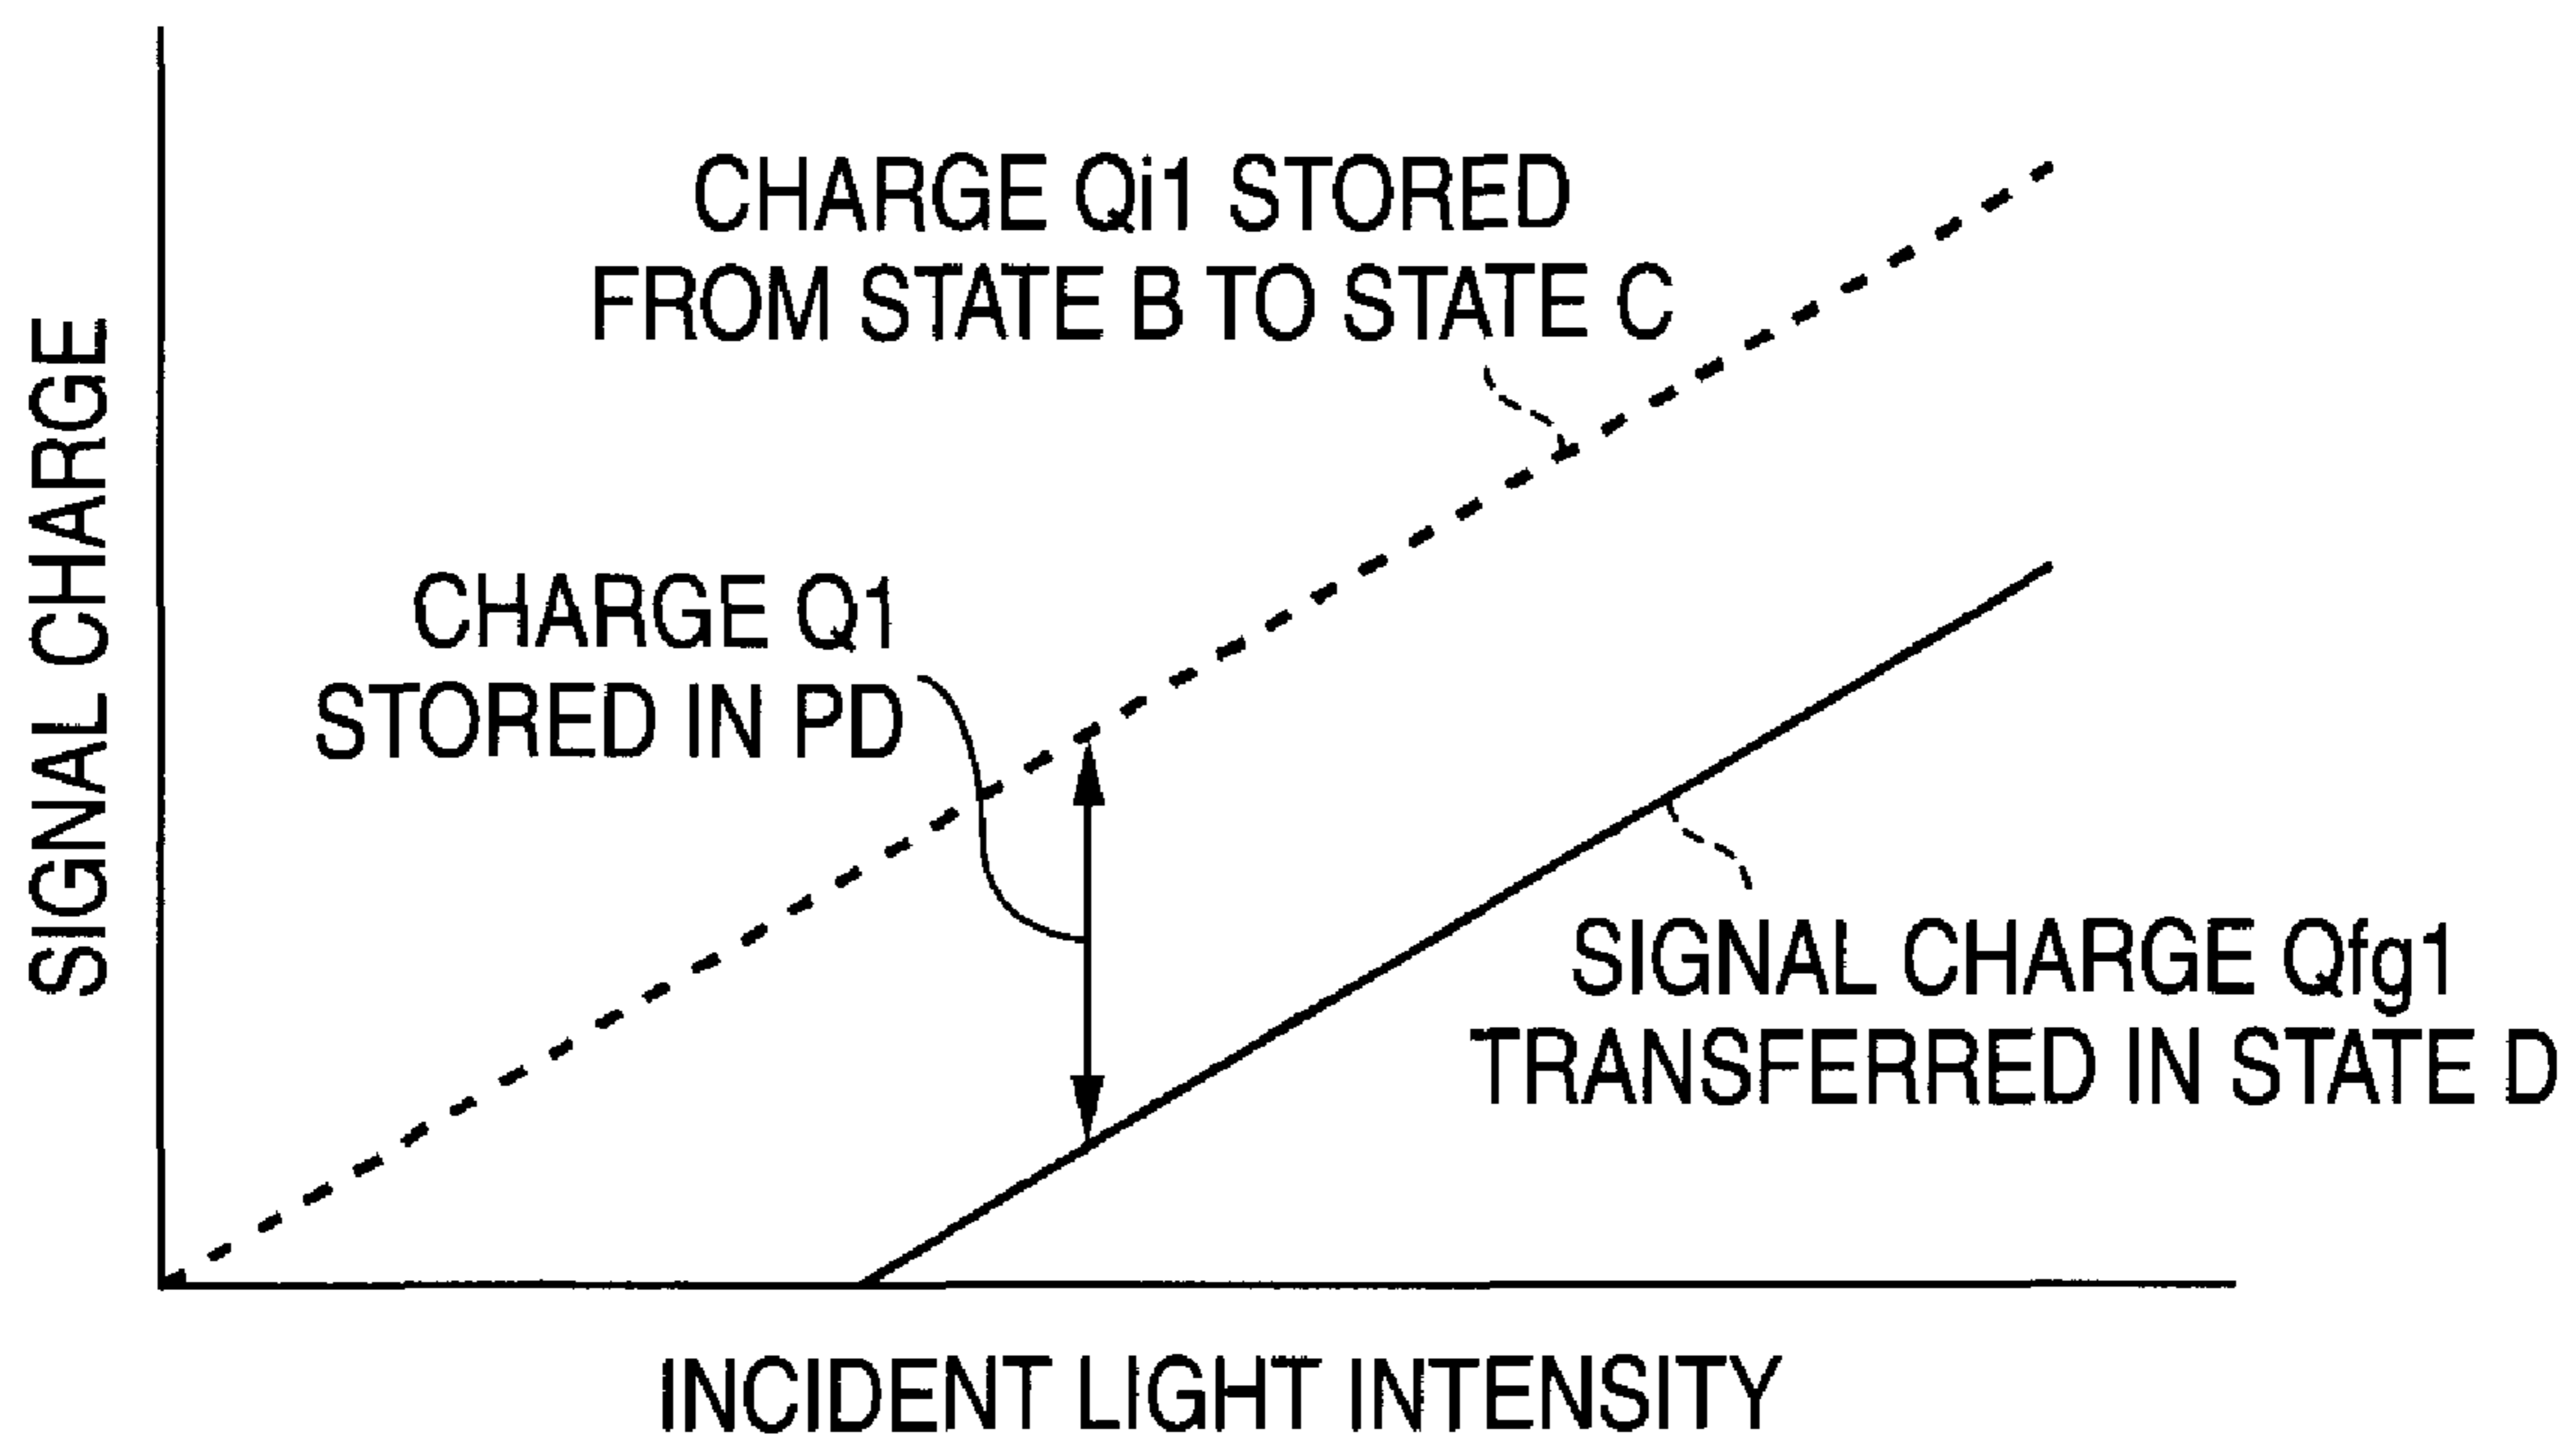 CHARGE Qi1 STORED
FROM STATE B TO STATE C
CHARGE Q1
STORED IN PD
SIGNAL CHARGE
SIGNAL CHARGE Qfg1
TRANSFERRED IN STATE D
INCIDENT LIGHT INTENSITY